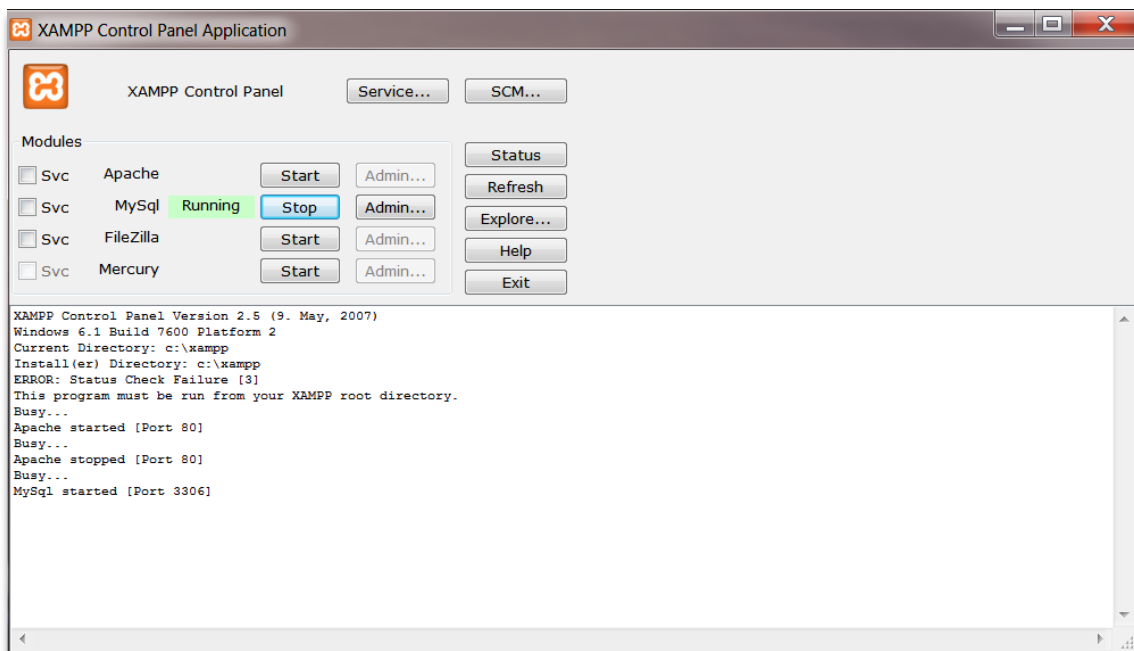 XAMPP Control Panel Application
XAMPP Control Panel Service... SCM...
Modules
Svc Apache Start Admin...
Svc MySql Running Stop Admin...
Svc FileZilla Start Admin...
Svc Mercury Start Admin...
Status
Refresh
Explore...
Help
Exit
XAMPP Control Panel Version 2.5 (9. May, 2007)
Windows 6.1 Build 7600 Platform 2
Current Directory: c:\xampp
Install(er) Directory: c:\xampp
ERROR: Status Check Failure [3]
This program must be run from your XAMPP root directory.
Busy...
Apache started [Port 80]
Busy...
Apache stopped [Port 80]
Busy...
MySql started [Port 3306]